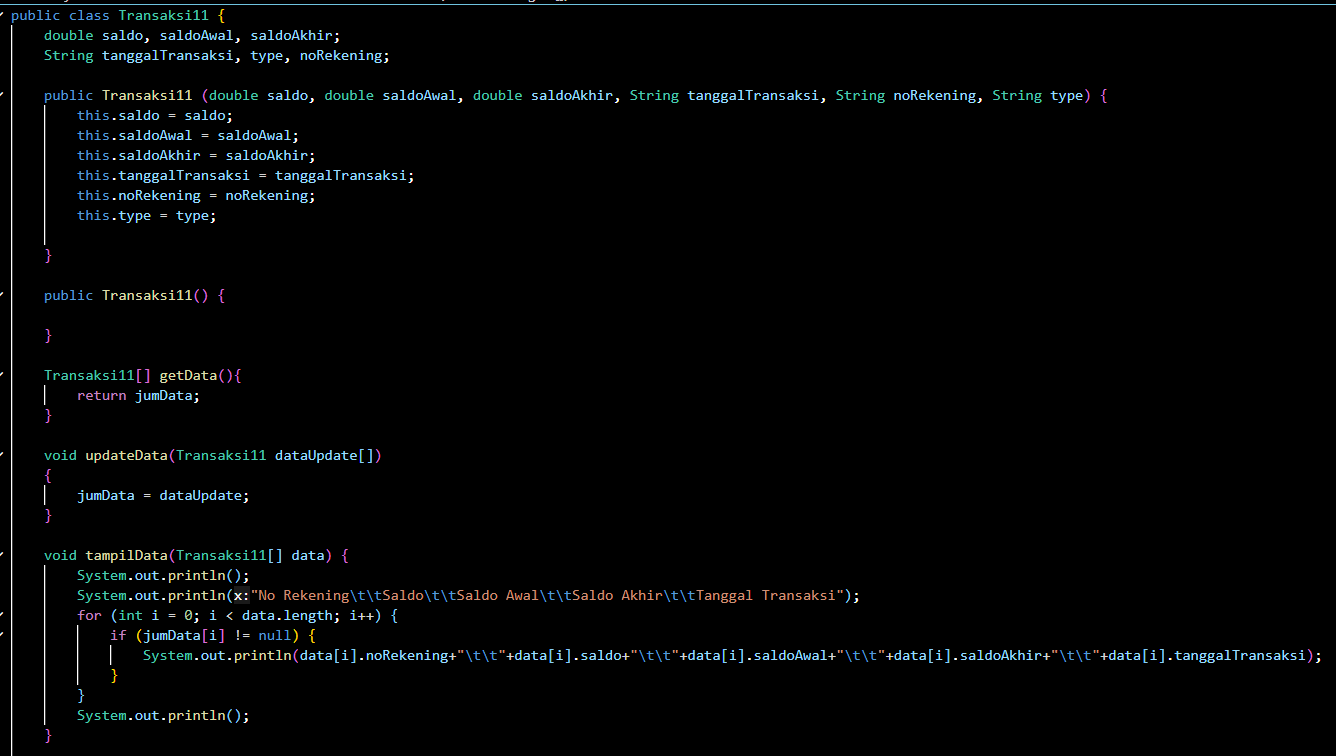 public class Transaksi11 {
    double saldo, saldoAwal, saldoAkhir;
    String tanggalTransaksi, type, noRekening;

    public Transaksi11 (double saldo, double saldoAwal, double saldoAkhir, String tanggalTransaksi, String noRekening, String type) {
        this.saldo = saldo;
        this.saldoAwal = saldoAwal;
        this.saldoAkhir = saldoAkhir;
        this.tanggalTransaksi = tanggalTransaksi;
        this.noRekening = noRekening;
        this.type = type;

    }

    public Transaksi11() {

    }

    Transaksi11[] getData(){
        return jumData;
    }

    void updateData(Transaksi11 dataUpdate[])
    {
        jumData = dataUpdate;
    }

    void tampilData(Transaksi11[] data) {
        System.out.println();
        System.out.println(x:"No Rekening\t\tSaldo\t\tSaldo Awal\t\tSaldo Akhir\t\tTanggal Transaksi");
        for (int i = 0; i < data.length; i++) {
            if (jumData[i] != null) {
                System.out.println(data[i].noRekening+"\t\t"+data[i].saldo+"\t\t"+data[i].saldoAwal+"\t\t"+data[i].saldoAkhir+"\t\t"+data[i].tanggalTransaksi);
            }
        }
        System.out.println();
    }